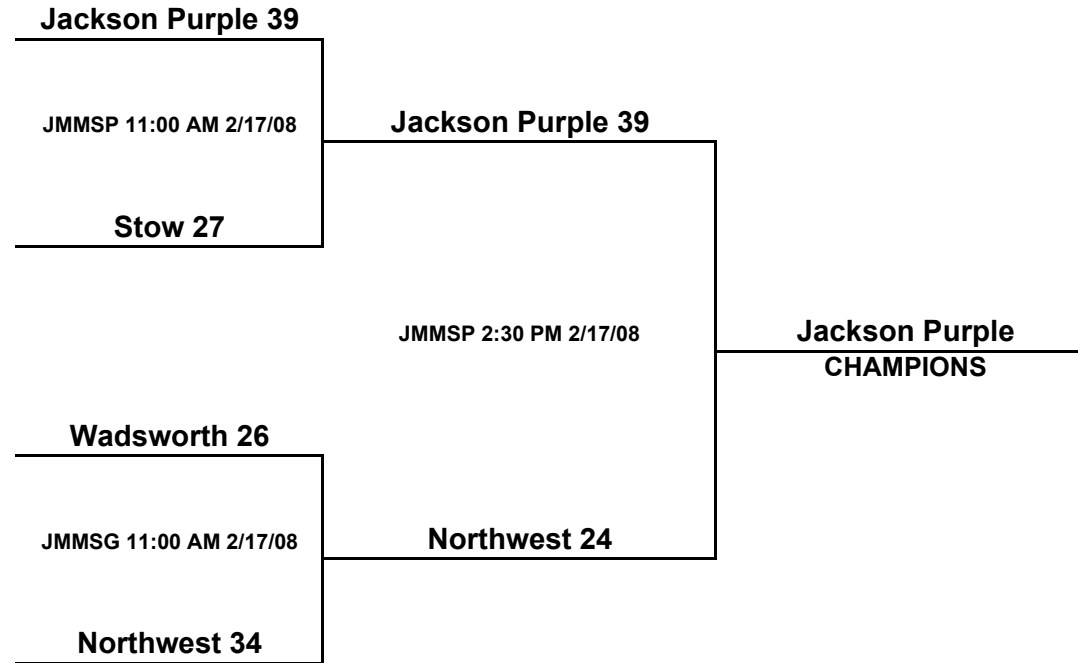 Jackson Purple 39
JMMSP 11:00 AM 2/17/08
Jackson Purple 39
Stow 27
JMMSP 2:30 PM 2/17/08
Jackson Purple
CHAMPIONS
Wadsworth 26
JMMSG 11:00 AM 2/17/08
Northwest 24
Northwest 34